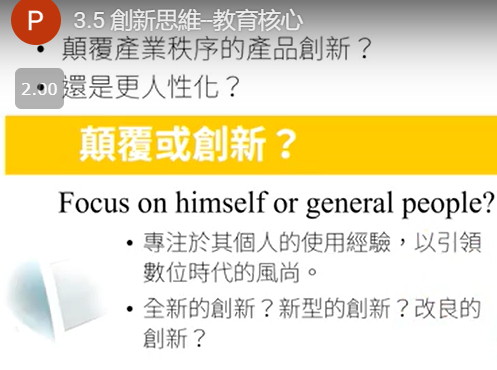 P 3.5 創新思維–教育核心
• 顛覆產業秩序的產品創新？
2.00 • 還是更人性化？
顛覆或創新？
Focus on himself or general people?
• 專注於其個人的使用經驗，以引領
數位時代的風尚。
• 全新的創新？新型的創新？改良的
創新？